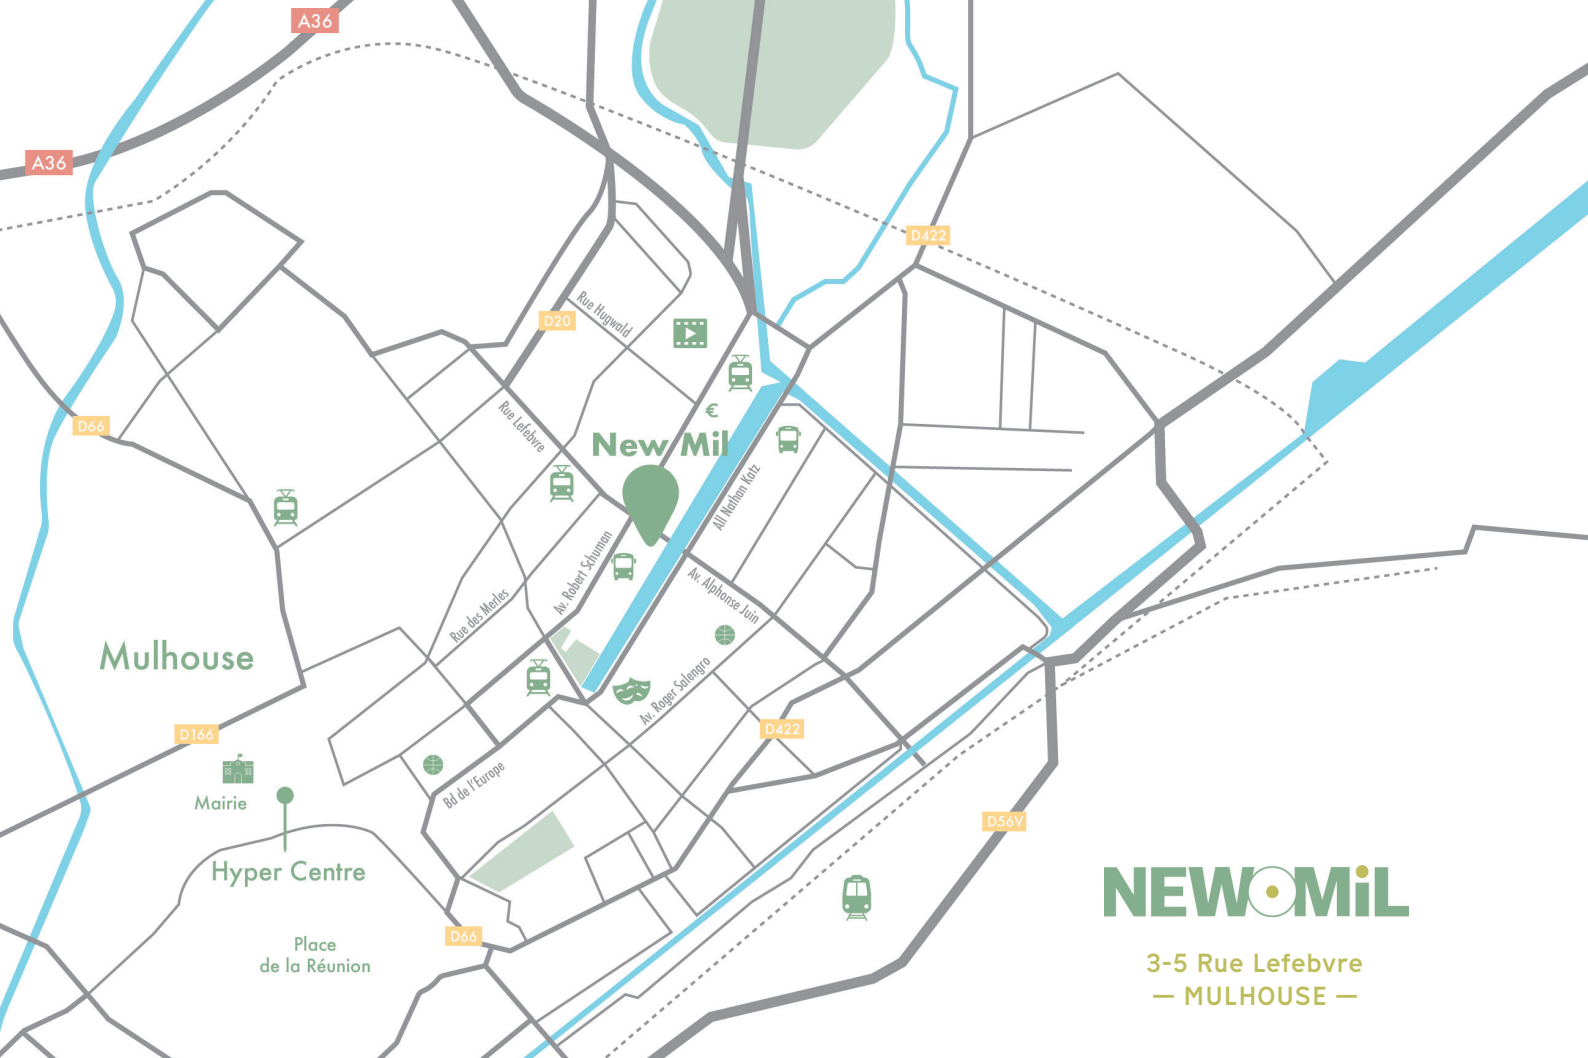 A36
A36
D422
Rue Hugwald
D20
€
D66
Rue Lefebvre
New Mil
All Nathan Katz
Av. Robert Schuman
Av. Alphonse Juin
Rue des Merles
Mulhouse
Av. Roger Salengro
D166
D422
Bd de l'Europe
Mairie
D56V
Hyper Centre
NEWMiL
D66
Place
de la Réunion
3-5 Rue Lefebvre
— MULHOUSE —